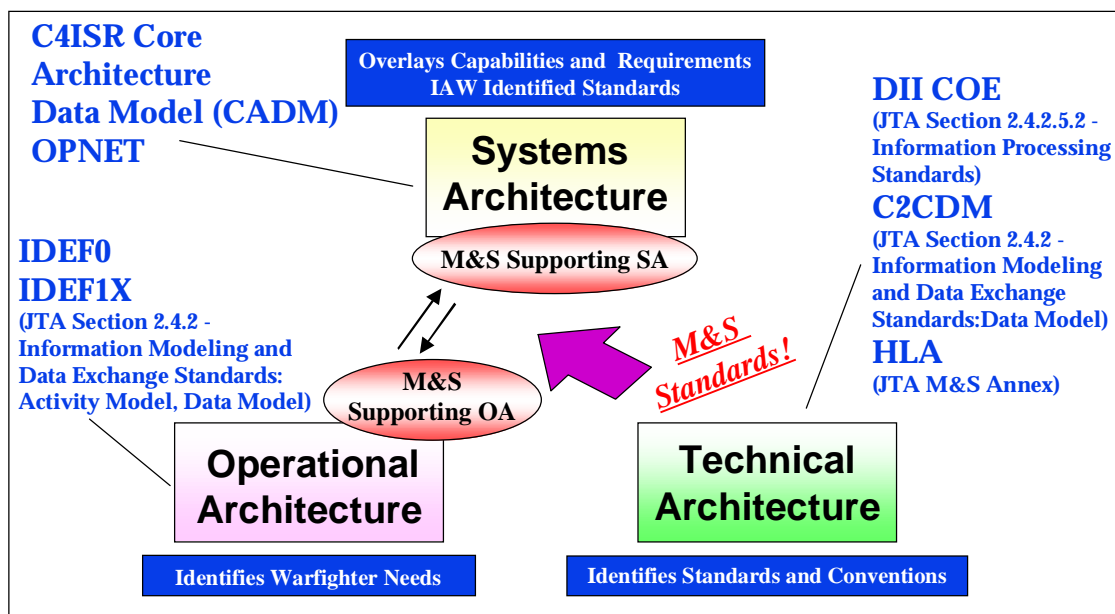 C4ISR Core
Architecture
Data Model (CADM)
OPNET
Overlays Capabilities and Requirements
IAW Identified Standards
Systems
Architecture
M&S Supporting SA
DII COE
(JTA Section 2.4.2.5.2 -
Information Processing
Standards)
C2CDM
(JTA Section 2.4.2 -
Information Modeling
and Data Exchange
Standards:Data Model)
HLA
(JTA M&S Annex)
IDEF0
IDEF1X
(JTA Section 2.4.2 -
Information Modeling and
Data Exchange Standards:
Activity Model, Data Model)
M&S
Supporting OA
M&S
Standards!
Operational
Architecture
Technical
Architecture
Identifies Warfighter Needs
Identifies Standards and Conventions